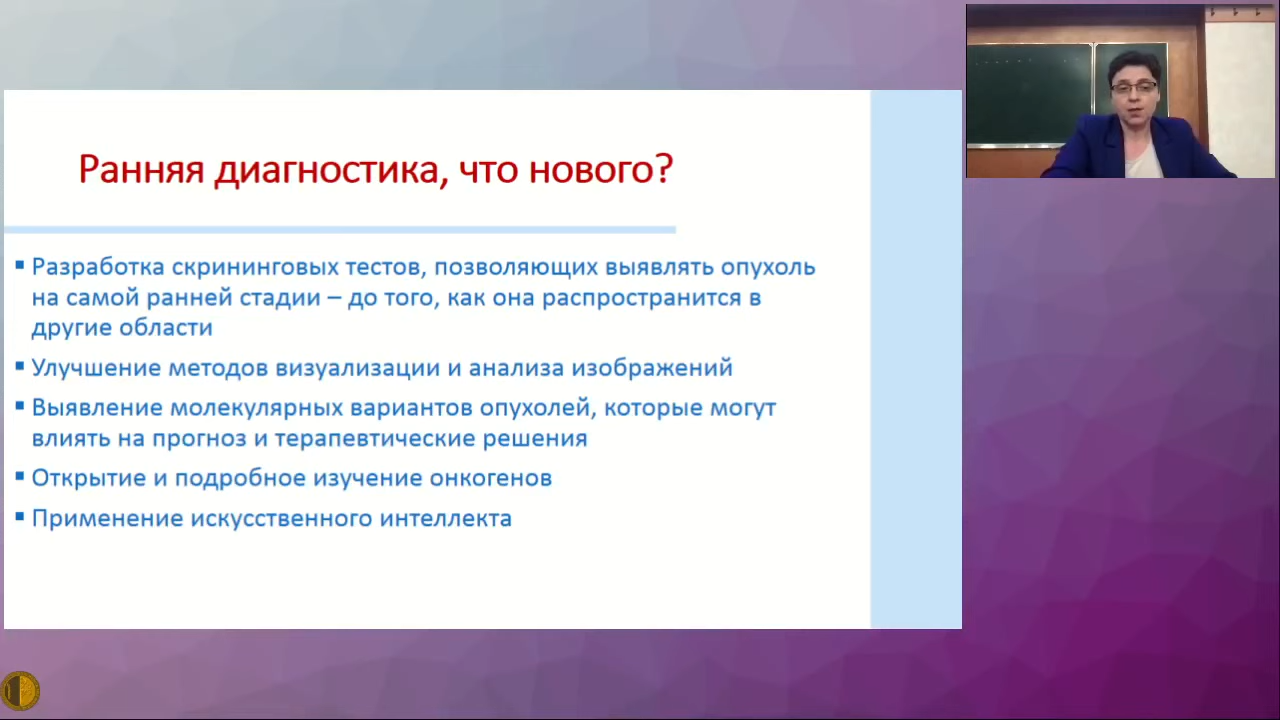 Ранняя диагностика, что нового?
Разработка скрининговых тестов, позволяющих выявлять опухоль
на самой ранней стадии – до того, как она распространится в
другие области
Улучшение методов визуализации и анализа изображений
Выявление молекулярных вариантов опухолей, которые могут
влиять на прогноз и терапевтические решения
Открытие и подробное изучение онкогенов
Применение искусственного интеллекта